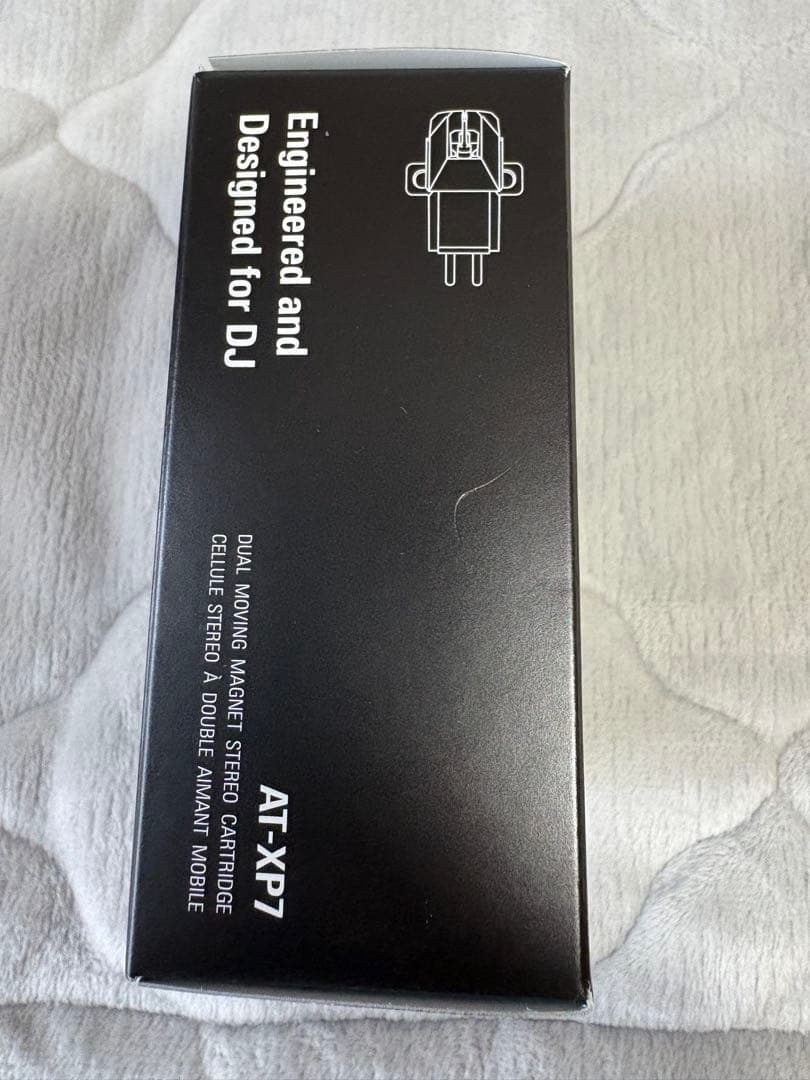 Engineered and
Designed for DJ
AT-XP7
DUAL MOVING MAGNET STEREO CARTRIDGE
CELLULE STEREO À DOUBLE AIMANT MOBILE